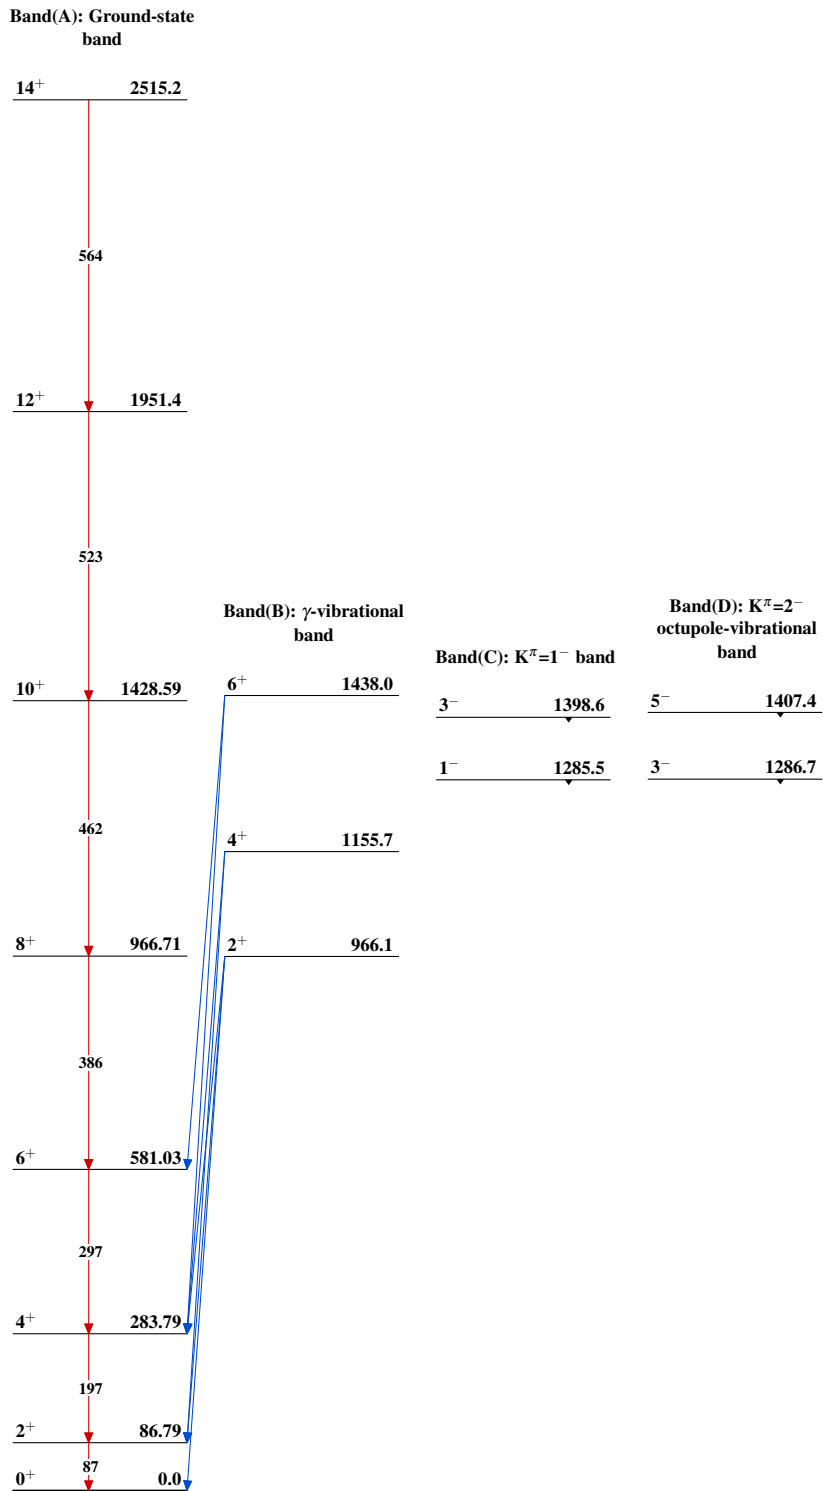 Band(A): Ground-state
band
14⁺ 2515.2
564
12⁺ 1951.4
523
10⁺ 1428.59
462
8⁺ 966.71
386
6⁺ 581.03
297
4⁺ 283.79
197
2⁺ 86.79
87
0⁺ 0.0
Band(B): γ-vibrational
band
6⁺ 1438.0
4⁺ 1155.7
2⁺ 966.1
Band(C): K^π=1⁻ band
3⁻ 1398.6
1⁻ 1285.5
Band(D): K^π=2⁻
octupole-vibrational
band
5⁻ 1407.4
3⁻ 1286.7